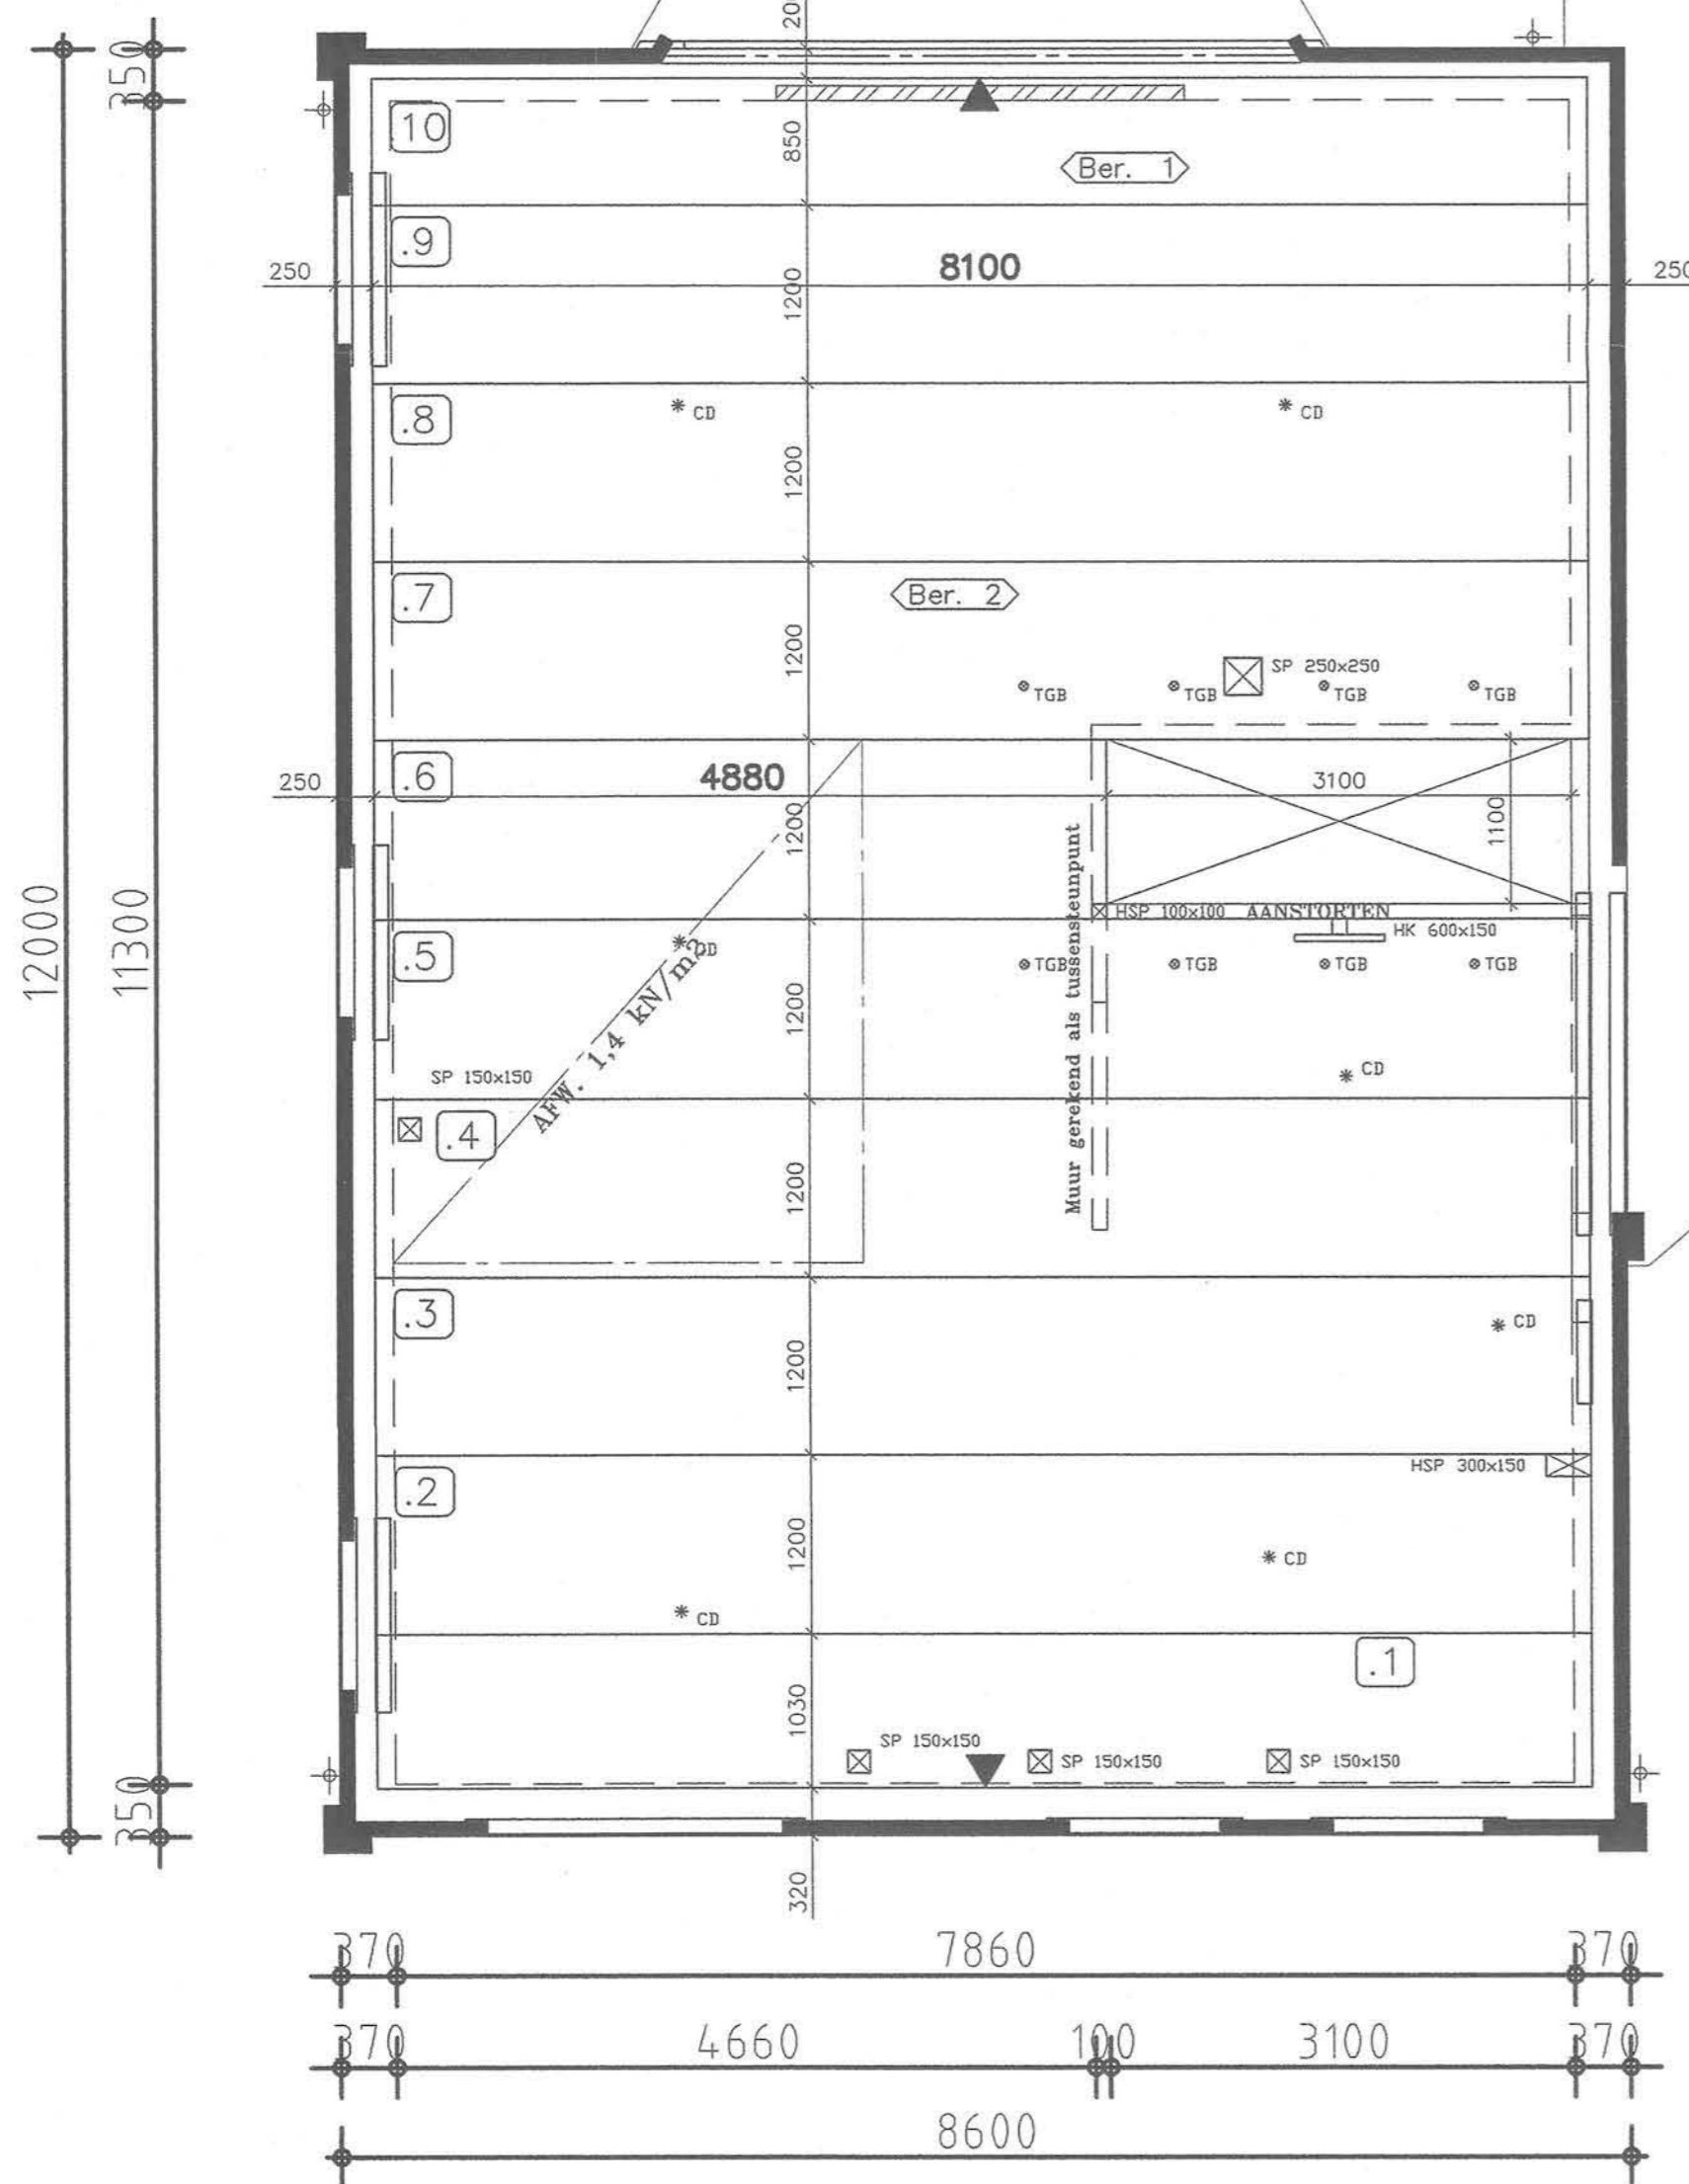 200
350
10
850
Ber. 1
.9
250
8100
250
1200
.8
CD
CD
1200
.7
Ber. 2
1200
SP 250x250
TGB
TGB
TGB
TGB
.6
250
4880
3100
1200
1100
12000
11300
HSP 100x100
AANSTORTEN
HK 600x150
.5
CD
TGB
TGB
TGB
TGB
1200
AFW. 1,4 kN/m2
Muur gerekend als tussensteunpunt
CD
SP 150x150
.4
1200
.3
CD
1200
HSP 300x150
.2
1200
CD
CD
.1
1030
SP 150x150
SP 150x150
SP 150x150
350
320
370
7860
370
370
4660
100
3100
370
8600